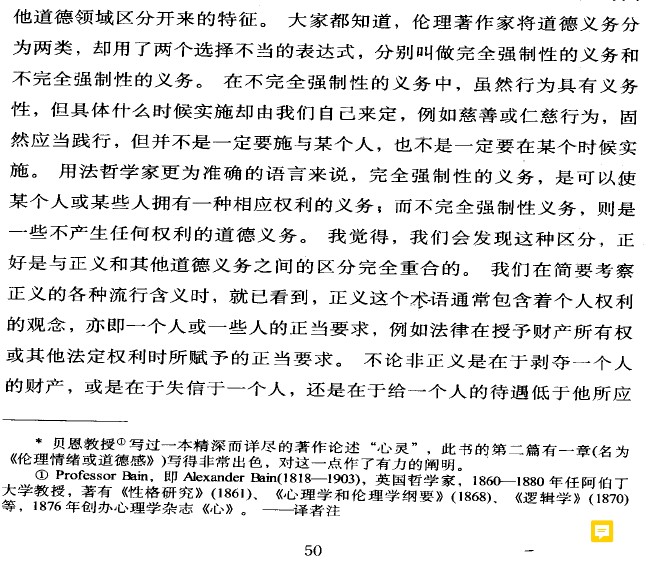 他道德领域区分开来的特征。 大家都知道，伦理著作家将道德义务分
为两类，却用了两个选择不当的表达式，分别叫做完全强制性的义务和
不完全强制性的义务。 在不完全强制性的义务中，虽然行为具有义务
性，但具体什么时候实施却由我们自己来定，例如慈善或仁慈行为，固
然应当践行，但并不是一定要施与某个人，也不是一定要在某个时候实
施。 用法哲学家更为准确的语言来说，完全强制性的义务，是可以使
某个人或某些人拥有一种相应权利的义务；而不完全强制性义务，则是
一些不产生任何权利的道德义务。 我觉得，我们会发现这种区分，正
好是与正义和其他道德义务之间的区分完全重合的。 我们在简要考察
正义的各种流行含义时，就已看到，正义这个术语通常包含着个人权利
的观念，亦即一个人或一些人的正当要求，例如法律在授予财产所有权
或其他法定权利时所赋予的正当要求。 不论非正义是在于剥夺一个人
的财产，或是在于失信于一个人，还是在于给一个人的待遇低于他所应
* 贝恩教授①写过一本精深而详尽的著作论述“心灵”，此书的第二篇有一章(名为
《伦理情绪或道德感》)写得非常出色，对这一点作了有力的阐明。
① Professor Bain，即 Alexander Bain(1818—1903)，英国哲学家，1860—1880 年任阿伯丁
大学教授，著有《性格研究》(1861)、《心理学和伦理学纲要》(1868)、《逻辑学》(1870)
等，1876 年创办心理学杂志《心》。 ——译者注
50